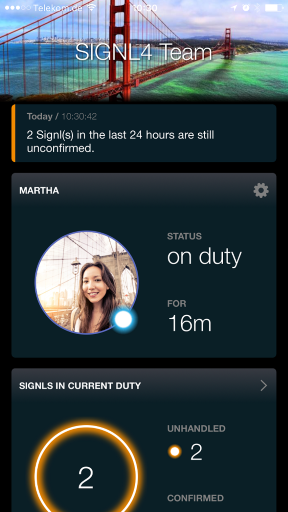 Telekom.de
10:30
SIGNL4 Team
Today / 10:30:42
2 Signl(s) in the last 24 hours are still
unconfirmed.
MARTHA
STATUS
on duty
FOR
16m
SIGNLS IN CURRENT DUTY
2
UNHANDLED
2
CONFIRMED